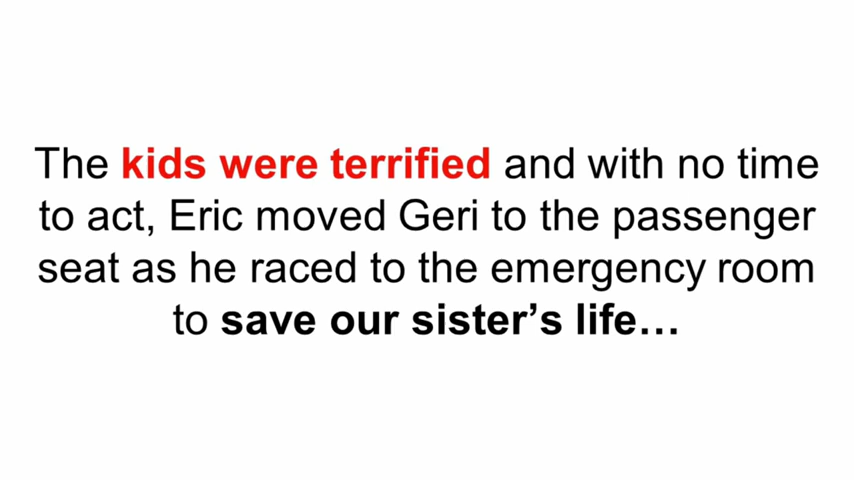 The kids were terrified and with no time
to act, Eric moved Geri to the passenger
seat as he raced to the emergency room
to save our sister’s life…